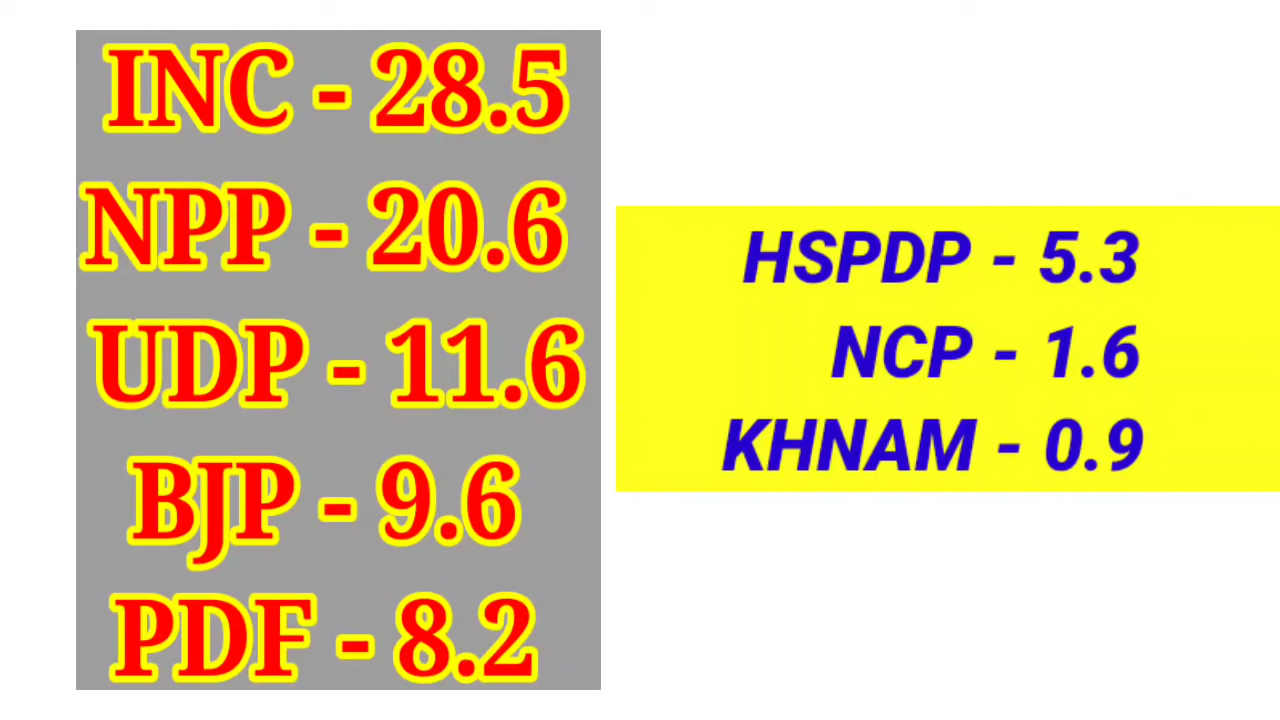 INC - 28.5
NPP - 20.6
UDP - 11.6
BJP - 9.6
PDF - 8.2
HSPDP - 5.3
NCP - 1.6
KHNAM - 0.9